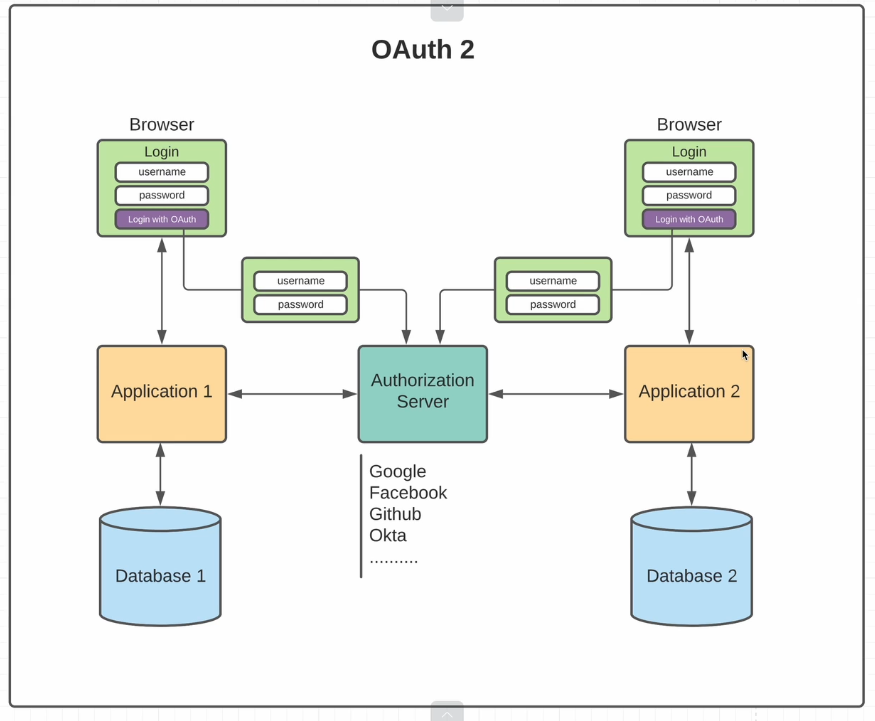 OAuth 2
Browser
Browser
Login
username
password
Login with OAuth
Login
username
password
Login with OAuth
username
password
username
password
Application 1
Authorization
Server
Application 2
Google
Facebook
Github
Okta
..........
Database 1
Database 2